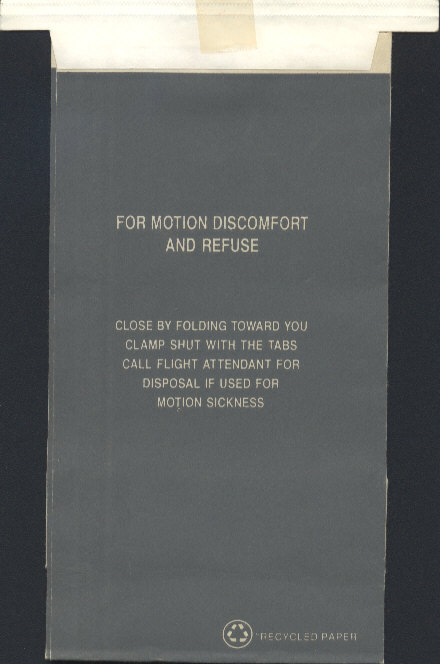 FOR MOTION DISCOMFORT
AND REFUSE
CLOSE BY FOLDING TOWARD YOU
CLAMP SHUT WITH THE TABS
CALL FLIGHT ATTENDANT FOR
DISPOSAL IF USED FOR
MOTION SICKNESS
RECYCLED PAPER